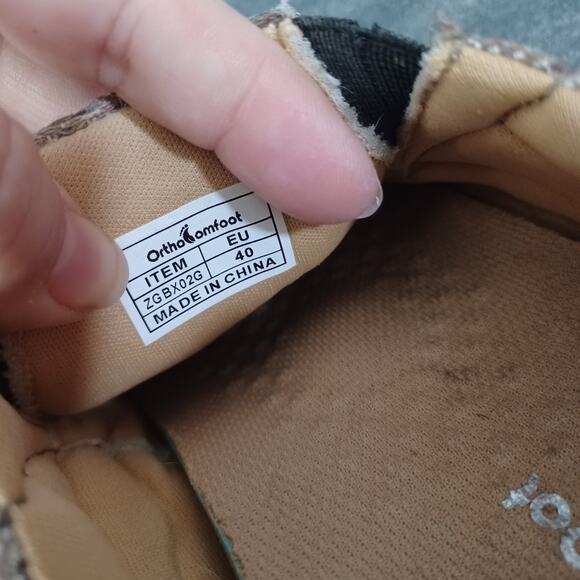 OrthoComfoot
ITEM EU
ZGBX02G 40
MADE IN CHINA